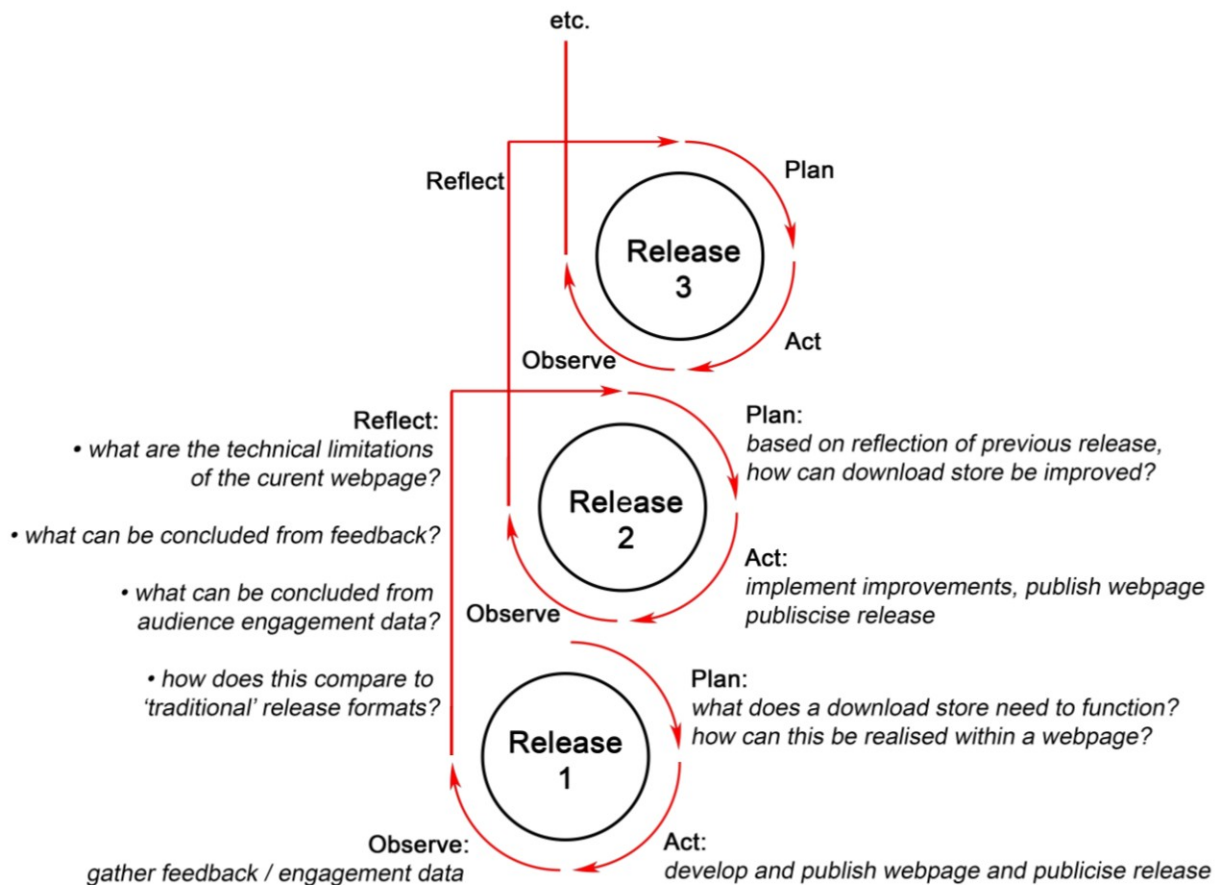 etc.
Reflect
Plan
Release
3
Act
Observe
Reflect:
• what are the technical limitations
of the curent webpage?
• what can be concluded from feedback?
• what can be concluded from
audience engagement data?
• how does this compare to
‘traditional’ release formats?
Plan:
based on reflection of previous release,
how can download store be improved?
Release
2
Act:
implement improvements, publish webpage
publiscise release
Observe
Plan:
what does a download store need to function?
how can this be realised within a webpage?
Release
1
Observe:
gather feedback / engagement data
Act:
develop and publish webpage and publicise release